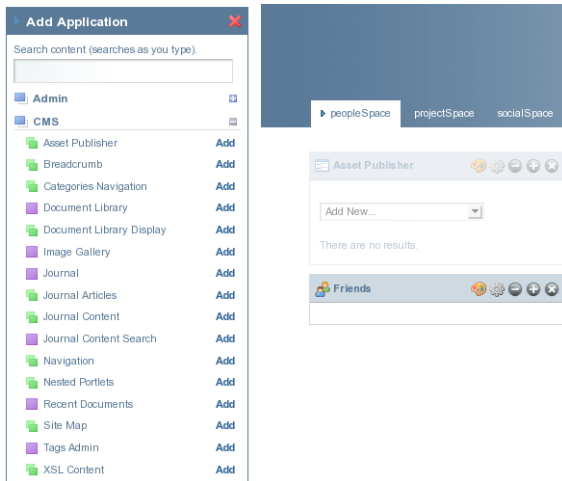 Add Application
Search content (searches as you type).
Admin
CMS
Asset Publisher Add
Breadcrumb Add
Categories Navigation Add
Document Library Add
Document Library Display Add
Image Gallery Add
Journal Add
Journal Articles Add
Journal Content Add
Journal Content Search Add
Navigation Add
Nested Portlets Add
Recent Documents Add
Site Map Add
Tags Admin Add
XSL Content Add
peopleSpace projectSpace socialSpace
Asset Publisher
Add New...
There are no results.
Friends